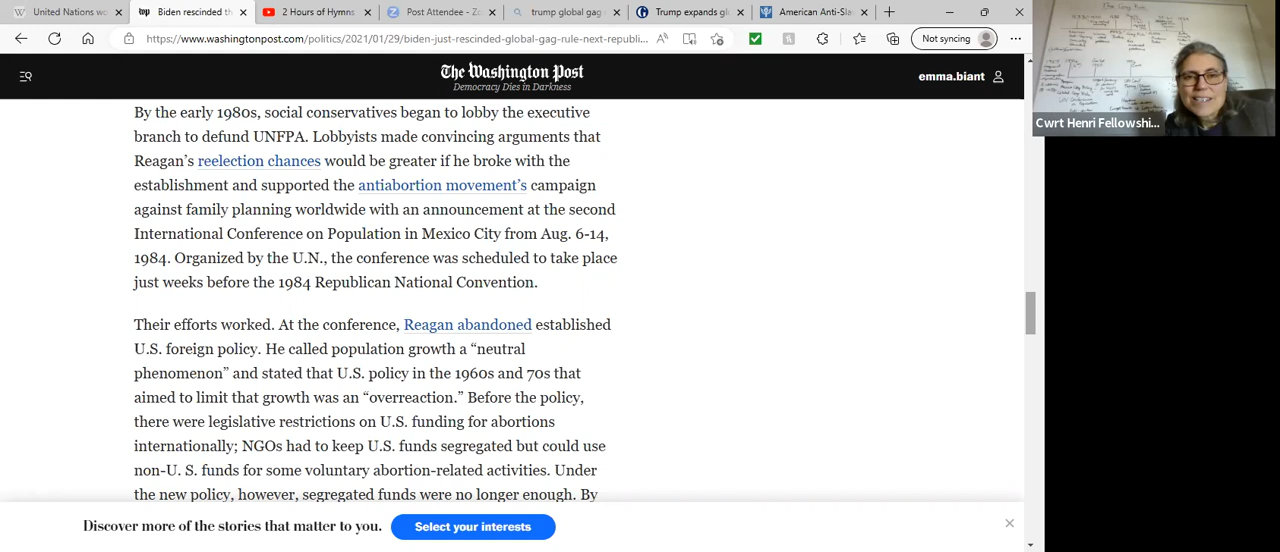 United Nations wo
Biden rescinded th
2 Hours of Hymns
Post Attendee - Ze
trump global gag
Trump expands gl
American Anti-Sla
https://www.washingtonpost.com/politics/2021/01/29/biden-just-rescinded-global-gag-rule-next-republi...
Not syncing
The Washington Post
Democracy Dies in Darkness
emma.biant
By the early 1980s, social conservatives began to lobby the executive
branch to defund UNFPA. Lobbyists made convincing arguments that
Reagan’s reelection chances would be greater if he broke with the
establishment and supported the antiabortion movement’s campaign
against family planning worldwide with an announcement at the second
International Conference on Population in Mexico City from Aug. 6-14,
1984. Organized by the U.N., the conference was scheduled to take place
just weeks before the 1984 Republican National Convention.
Their efforts worked. At the conference, Reagan abandoned established
U.S. foreign policy. He called population growth a “neutral
phenomenon” and stated that U.S. policy in the 1960s and 70s that
aimed to limit that growth was an “overreaction.” Before the policy,
there were legislative restrictions on U.S. funding for abortions
internationally; NGOs had to keep U.S. funds segregated but could use
non-U. S. funds for some voluntary abortion-related activities. Under
the new policy, however, segregated funds were no longer enough. By
Discover more of the stories that matter to you.
Select your interests
Cwrt Henri Fellowshi...